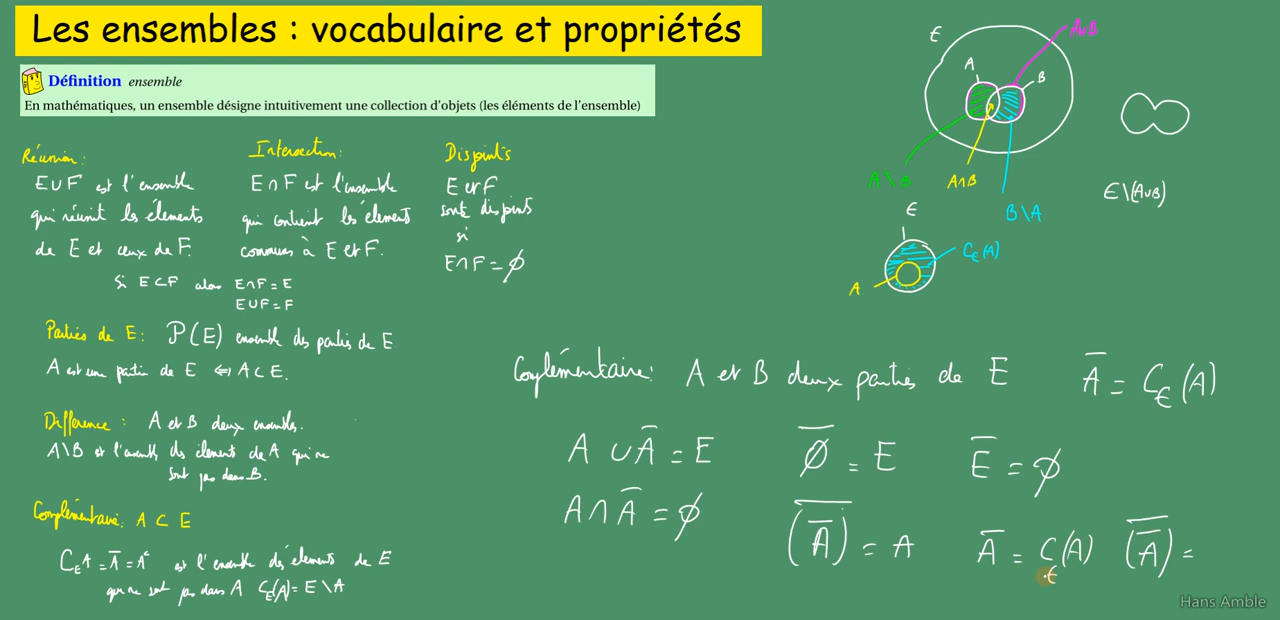 Les ensembles : vocabulaire et propriétés
Définition ensemble
En mathématiques, un ensemble désigne intuitivement une collection d'objets (les éléments de l'ensemble)
Réunion:
E∪F est l'ensemble
qui réunit les éléments
de E et ceux de F.
Intersection:
E∩F est l'ensemble
qui contient les élément
communs à E et F.
Si E⊂F alors E∩F=E
E∪F=F
Disjoints
E et F
sont disjoints
si
E∩F=∅
Parties de E: P(E) ensemble des parties de E
A est une partie de E ⇔ A⊂E.
Différence: A et B deux ensembles.
A\B est l'ensemble des éléments de A qui ne
sont pas dans B.
Complémentaire: A⊂E
C_E A = Ā = Aᶜ est l'ensemble des éléments de E
qui ne sont pas dans A C_E(A)=E\A
E
A
B
A∪B
A\B
A∩B
B\A
E\(A∪B)
E
C_E(A)
A
Complémentaire: A et B deux parties de E Ā = C_E(A)
A∪Ā=E ∅̅ = E E̅ = ∅
A∩Ā=∅
(Ā)̅ = A Ā = C_E(A) (Ā)̅ =
Hans Amble